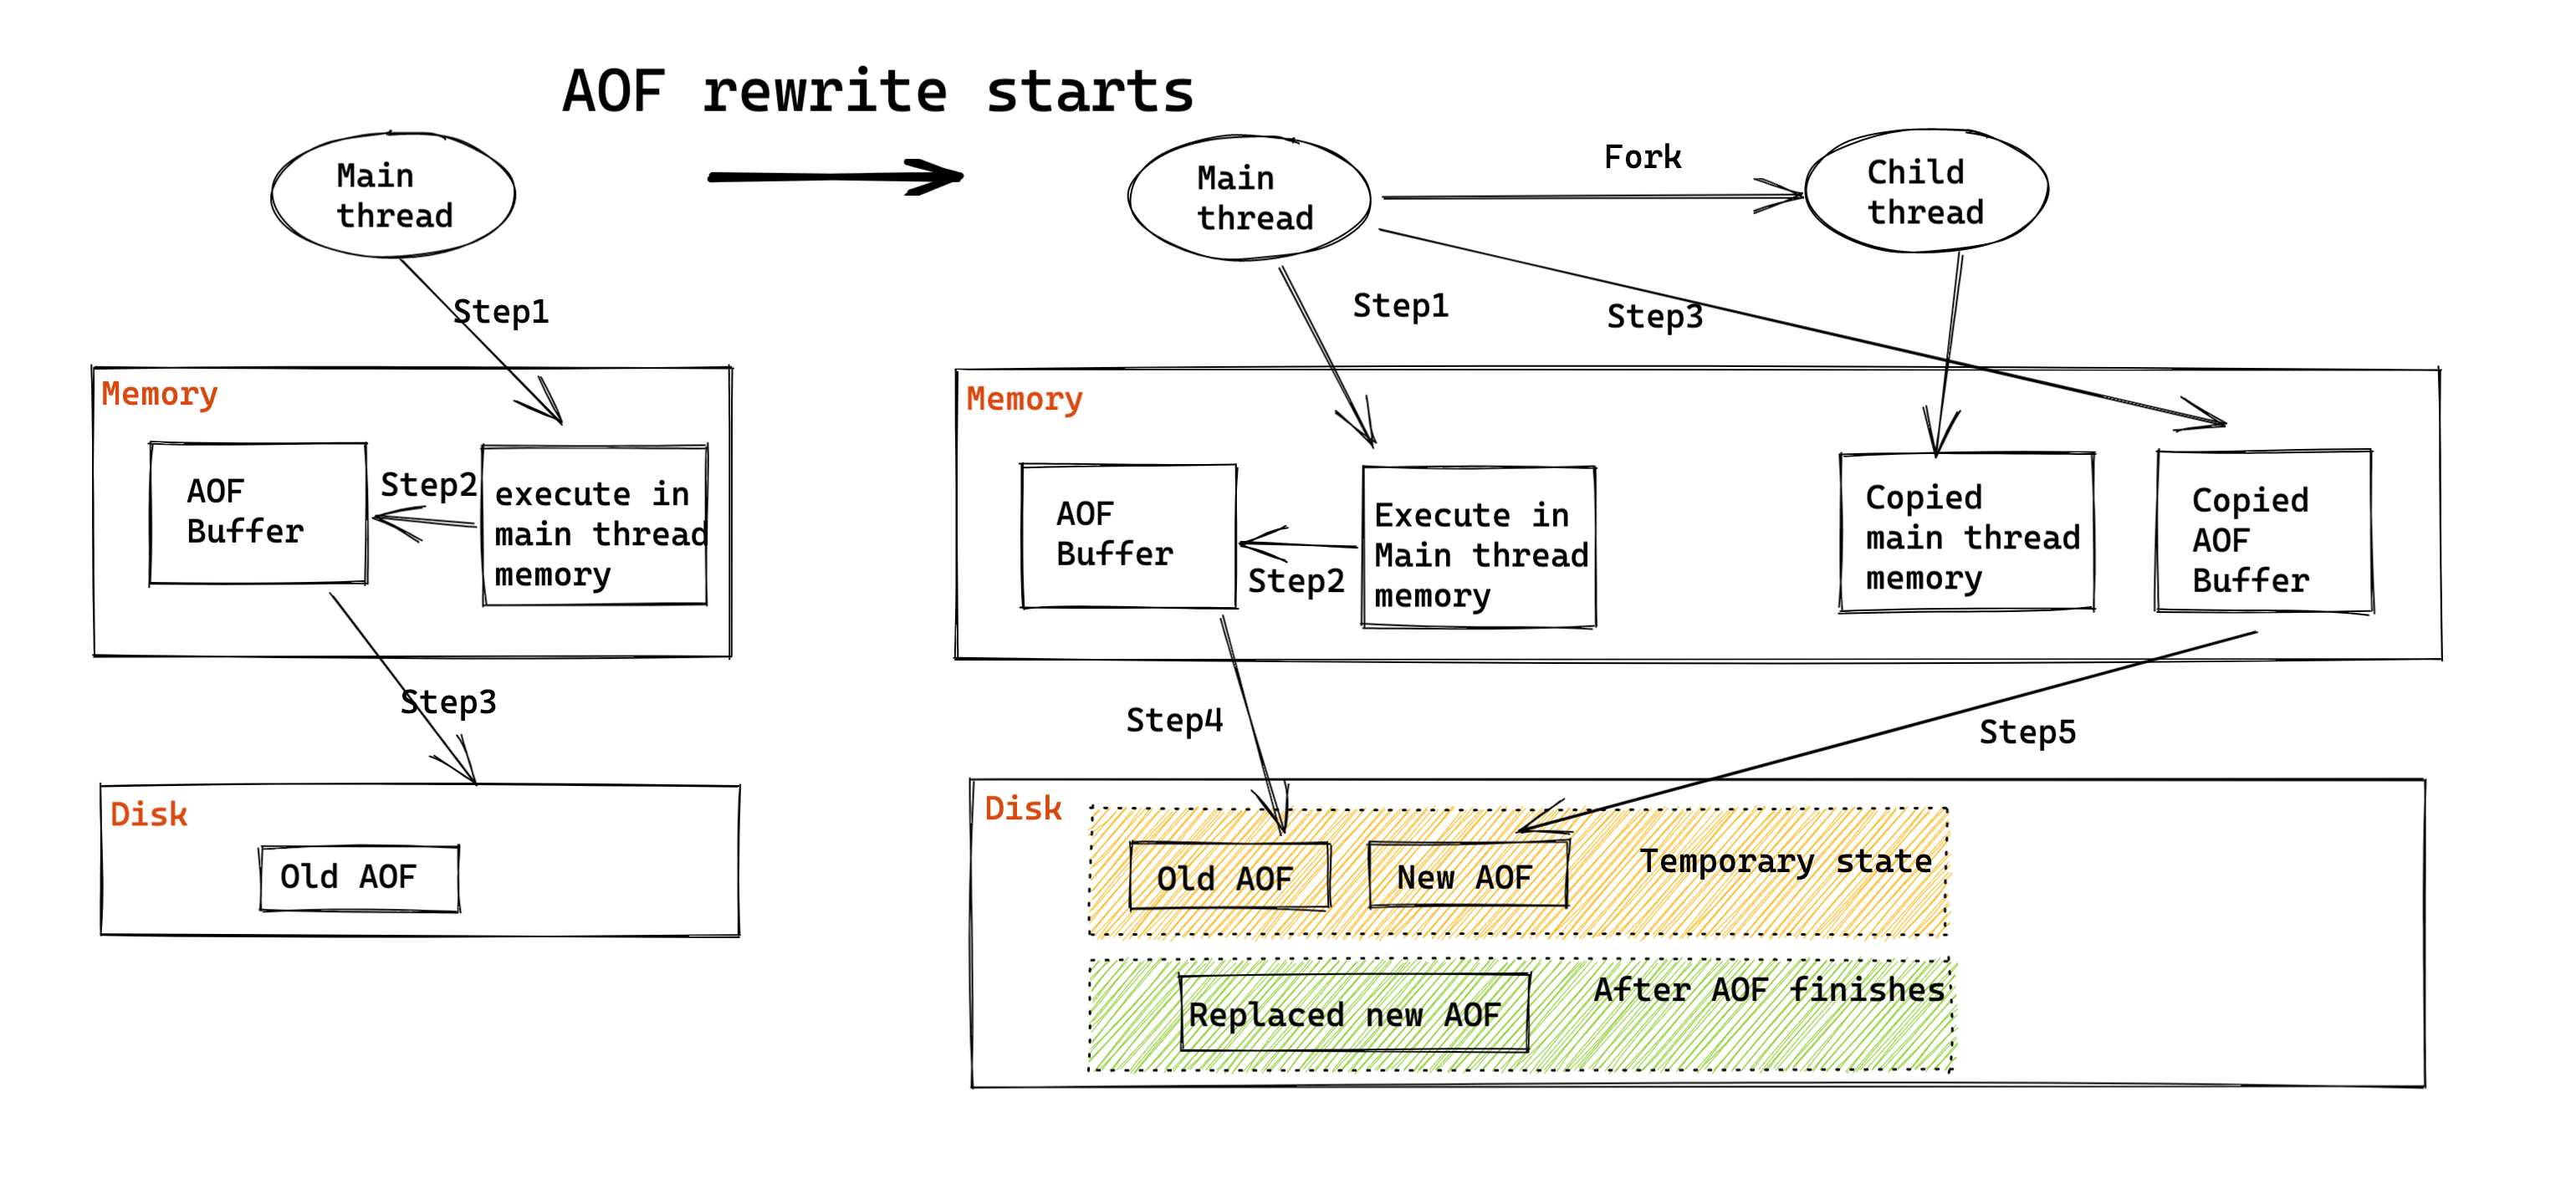 AOF rewrite starts
Main
thread
Step1
Memory
AOF
Buffer
Step2
execute in
main thread
memory
Step3
Disk
Old AOF
Main
thread
Fork
Child
thread
Step1
Step3
Memory
AOF
Buffer
Step2
Execute in
Main thread
memory
Copied
main thread
memory
Copied
AOF
Buffer
Step4
Step5
Disk
Old AOF
New AOF
Temporary state
Replaced new AOF
After AOF finishes